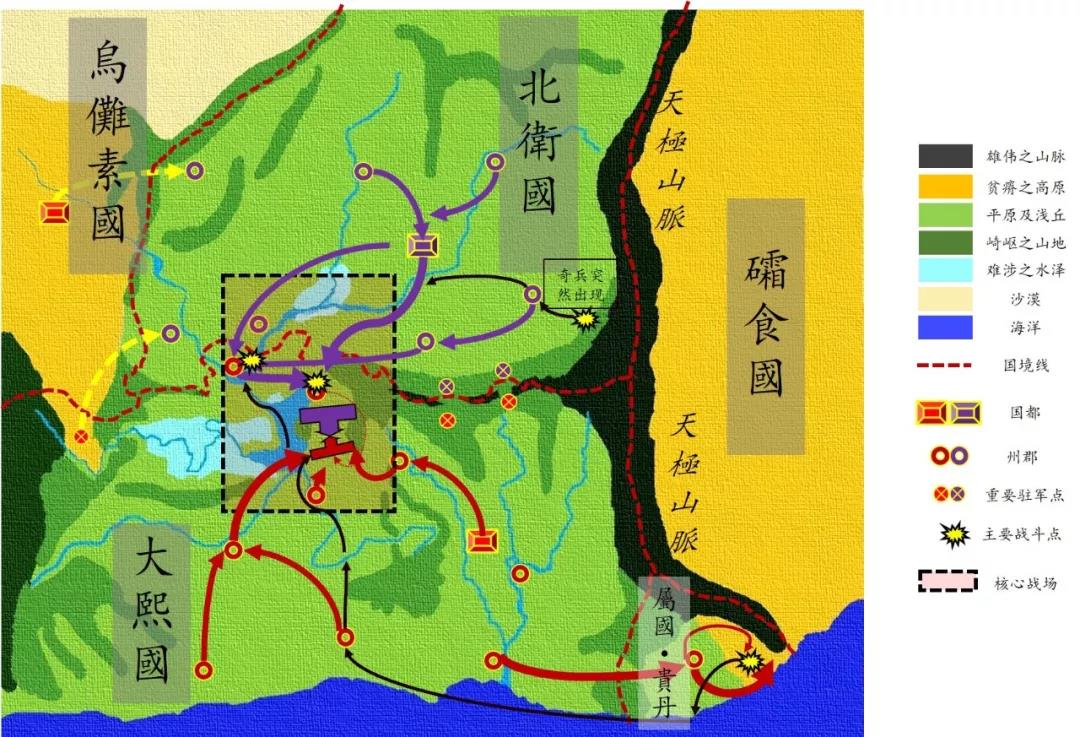 烏儺素國
北衛國
天極山脈
奇兵突
然出现
礵食國
天極山脈
大熙國
屬國·貴丹
雄伟之山脉
贫瘠之高原
平原及浅丘
崎岖之山地
难涉之水泽
沙漠
海洋
国境线
国都
州郡
重要驻军点
主要战斗点
核心战场